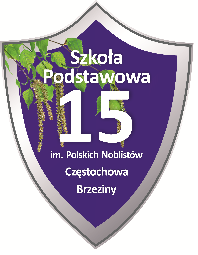 Szkoła
Podstawowa
15
im. Polskich Noblistów
Częstochowa
Brzeziny